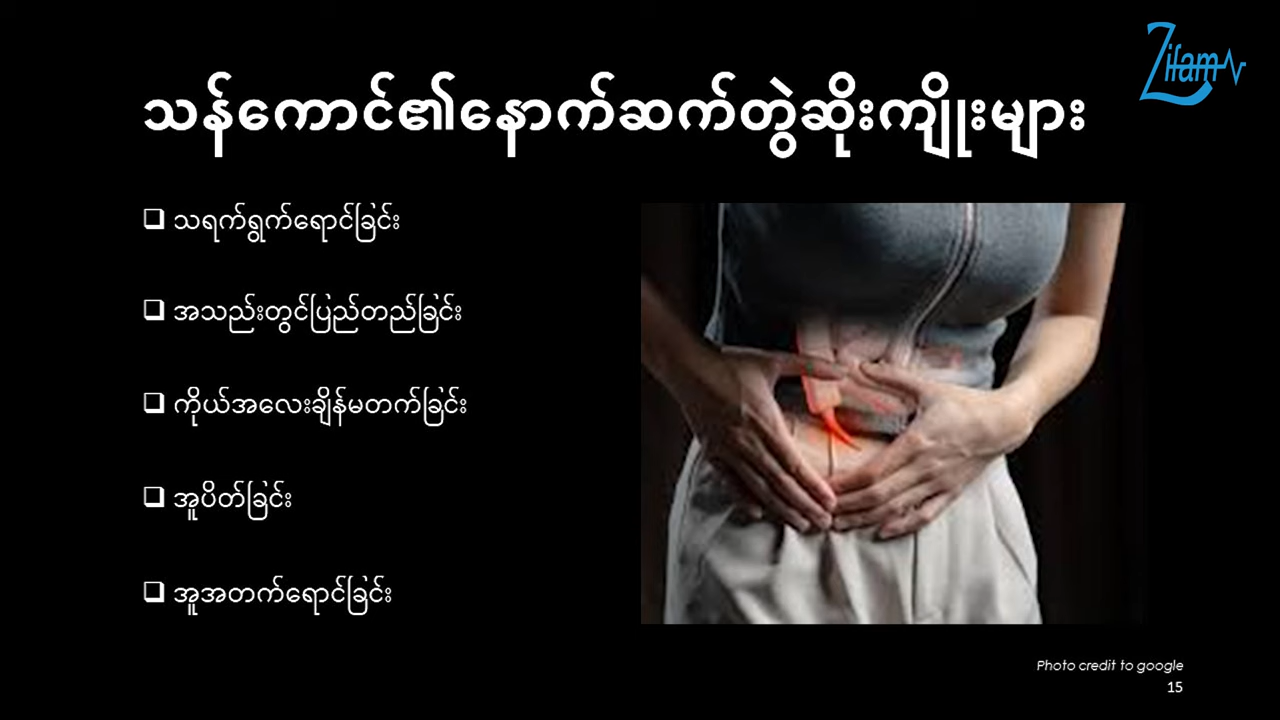 Zifam
သန်ကောင်၏နောက်ဆက်တွဲဆိုးကျိုးများ
သရက်ရွက်ရောင်ခြင်း
အသည်းတွင်ပြည်တည်ခြင်း
ကိုယ်အလေးချိန်မတက်ခြင်း
အူပိတ်ခြင်း
အူအတက်ရောင်ခြင်း
Photo credit to google
15